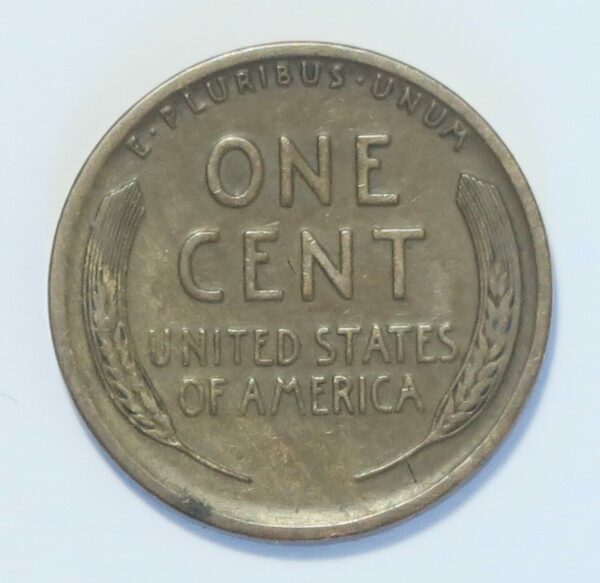 E·PLURIBUS·UNUM
ONE
CENT
UNITED STATES
OF AMERICA